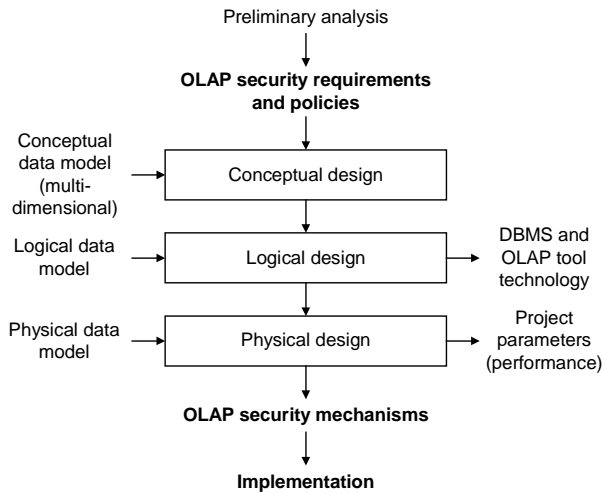 Preliminary analysis
OLAP security requirements
and policies
Conceptual
data model
(multi-
dimensional)
Conceptual design
Logical data
model
Logical design
DBMS and
OLAP tool
technology
Physical data
model
Physical design
Project
parameters
(performance)
OLAP security mechanisms
Implementation